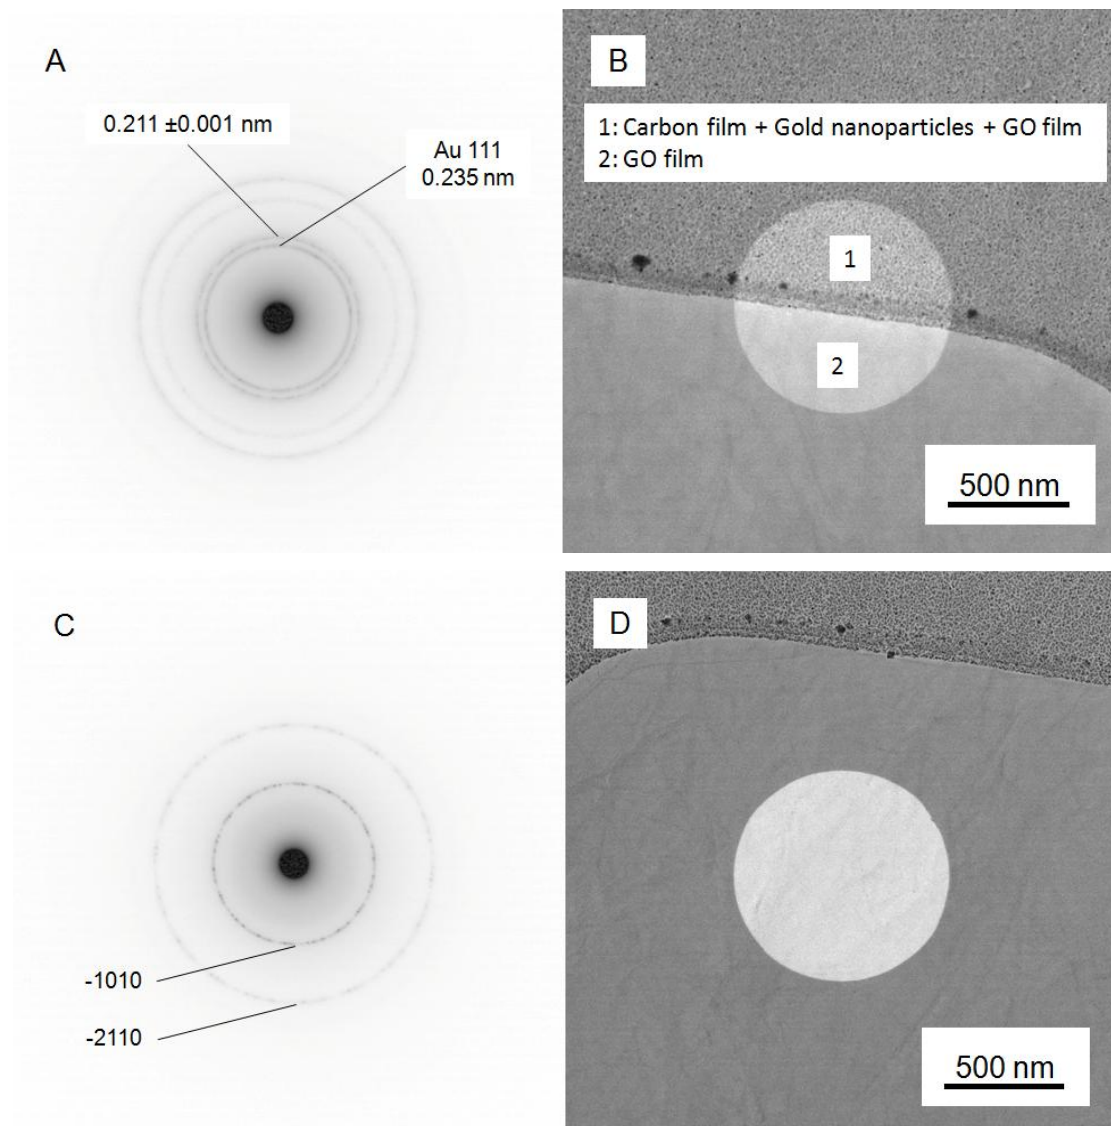 A
0.211 ±0.001 nm
Au 111
0.235 nm
B
1: Carbon film + Gold nanoparticles + GO film
2: GO film
1
2
500 nm
C
-1010
-2110
D
500 nm